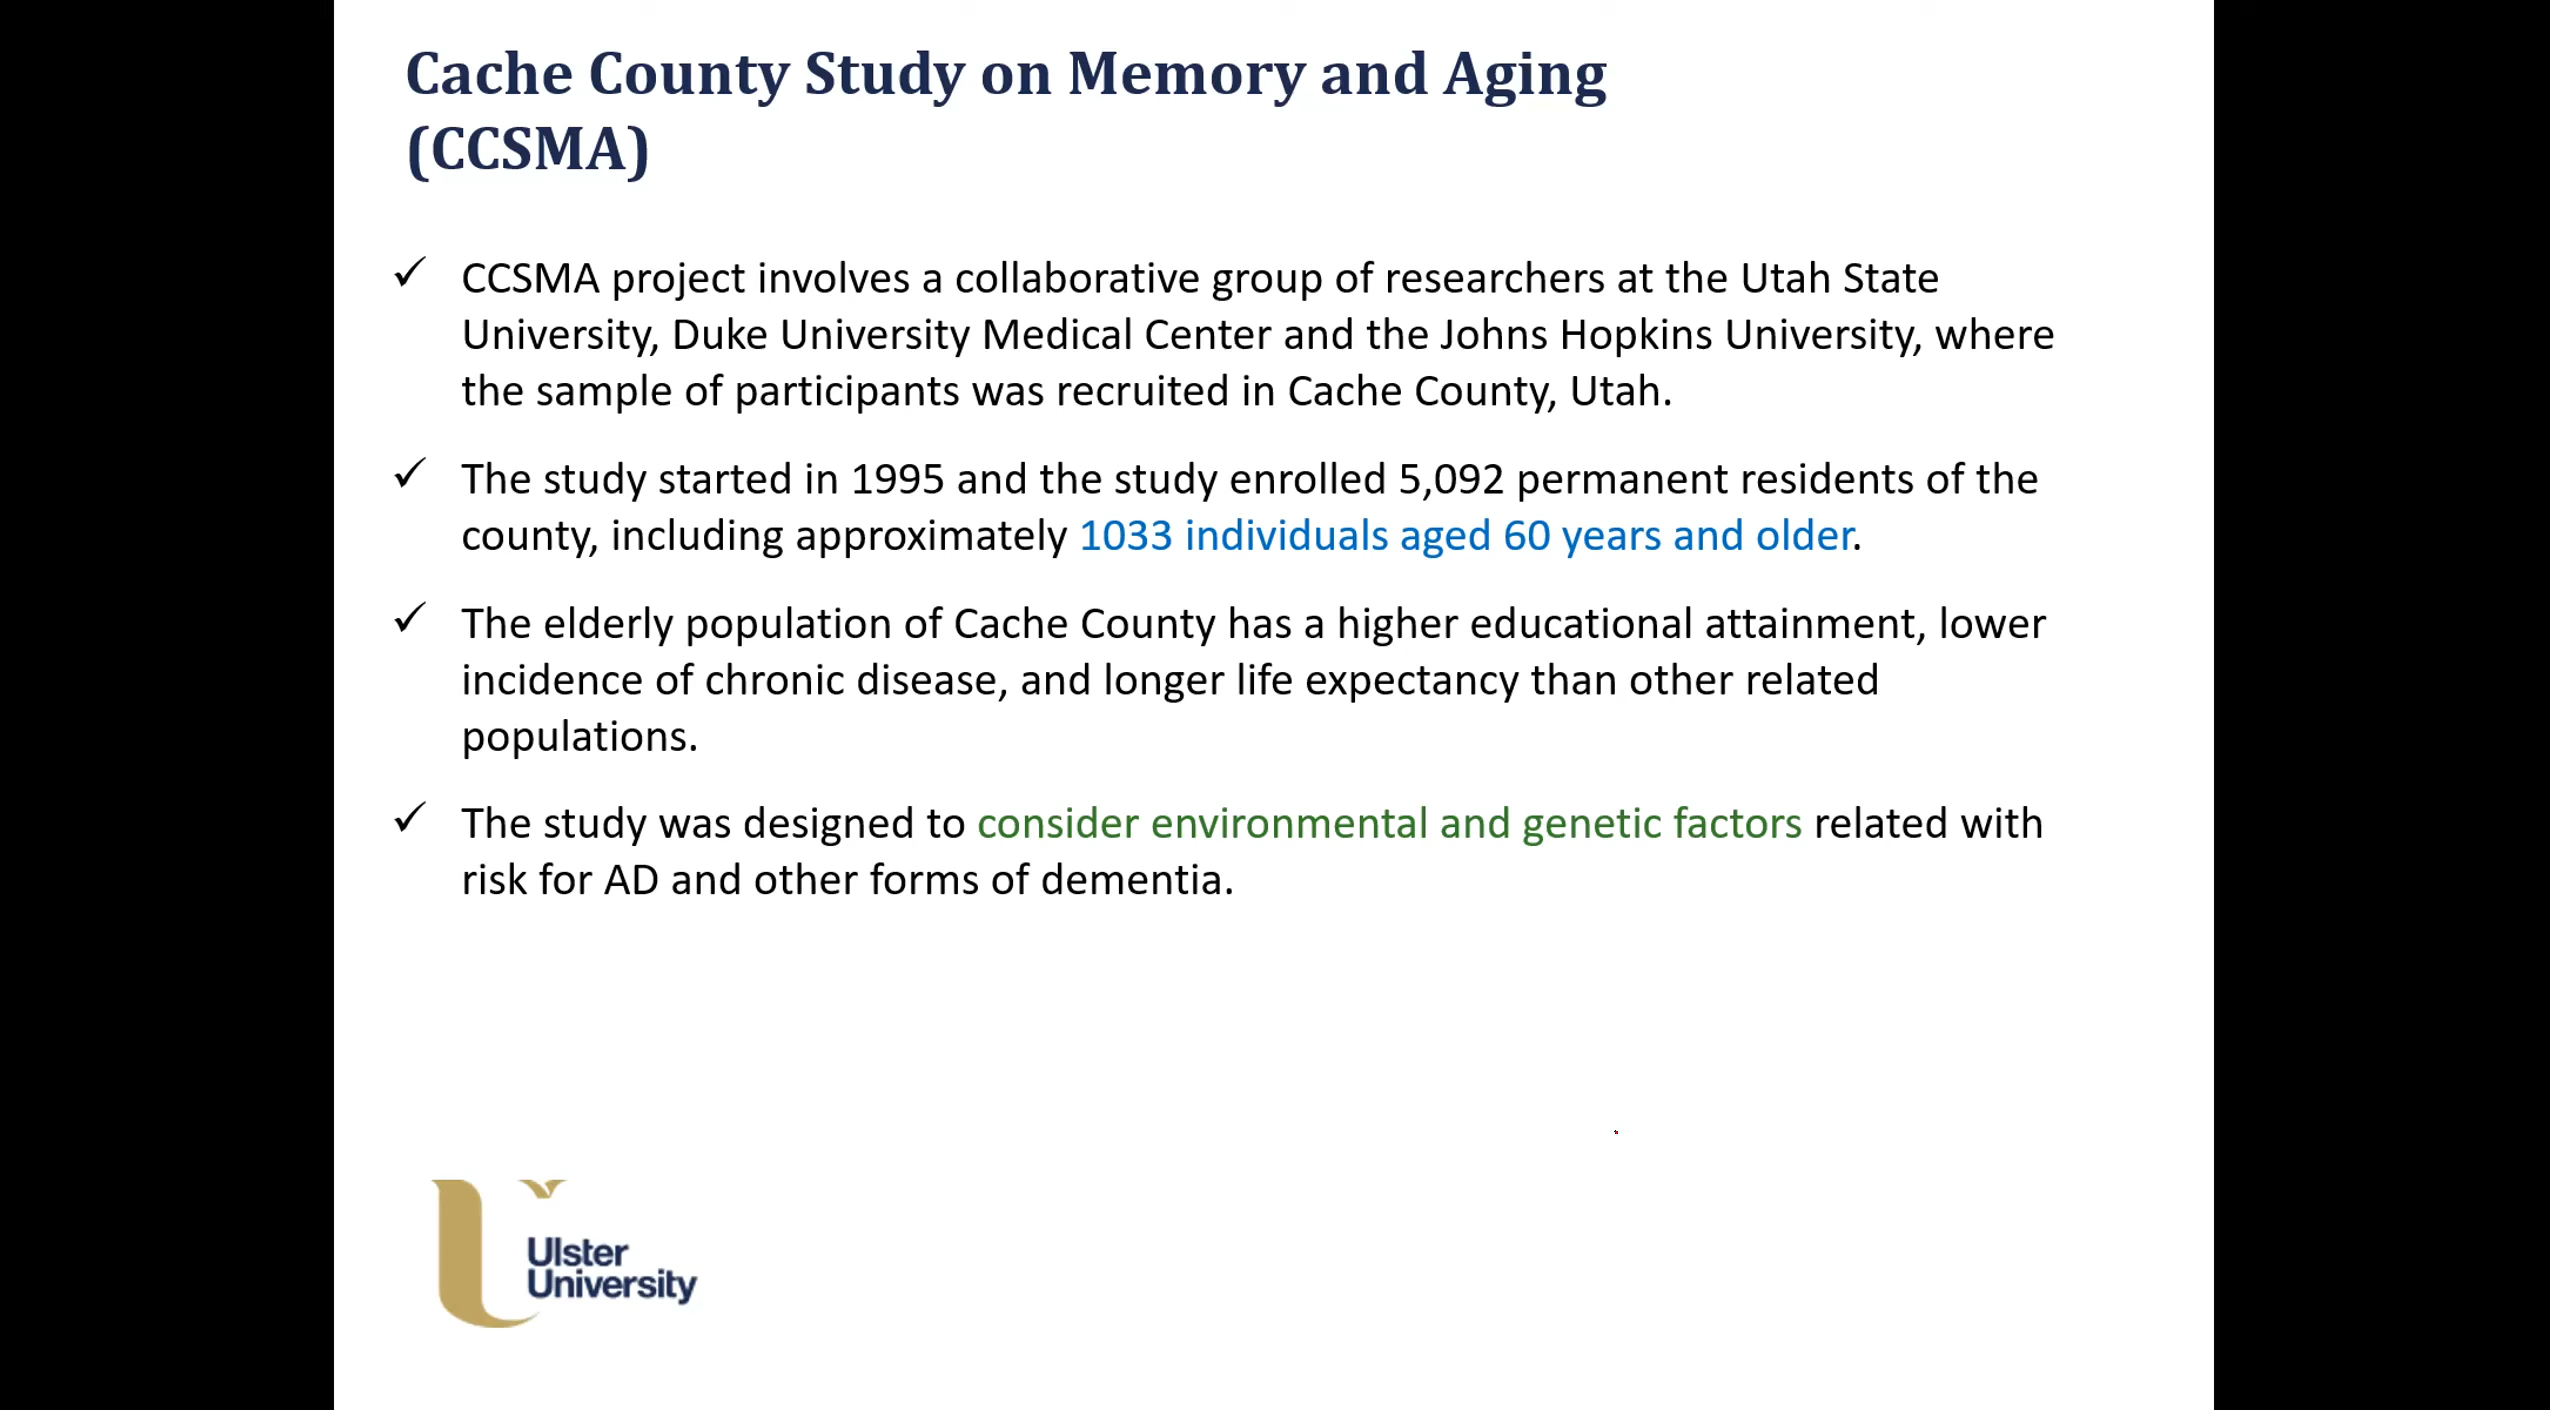 Cache County Study on Memory and Aging
(CCSMA)
✓ CCSMA project involves a collaborative group of researchers at the Utah State
University, Duke University Medical Center and the Johns Hopkins University, where
the sample of participants was recruited in Cache County, Utah.
✓ The study started in 1995 and the study enrolled 5,092 permanent residents of the
county, including approximately 1033 individuals aged 60 years and older.
✓ The elderly population of Cache County has a higher educational attainment, lower
incidence of chronic disease, and longer life expectancy than other related
populations.
✓ The study was designed to consider environmental and genetic factors related with
risk for AD and other forms of dementia.
Ulster
University